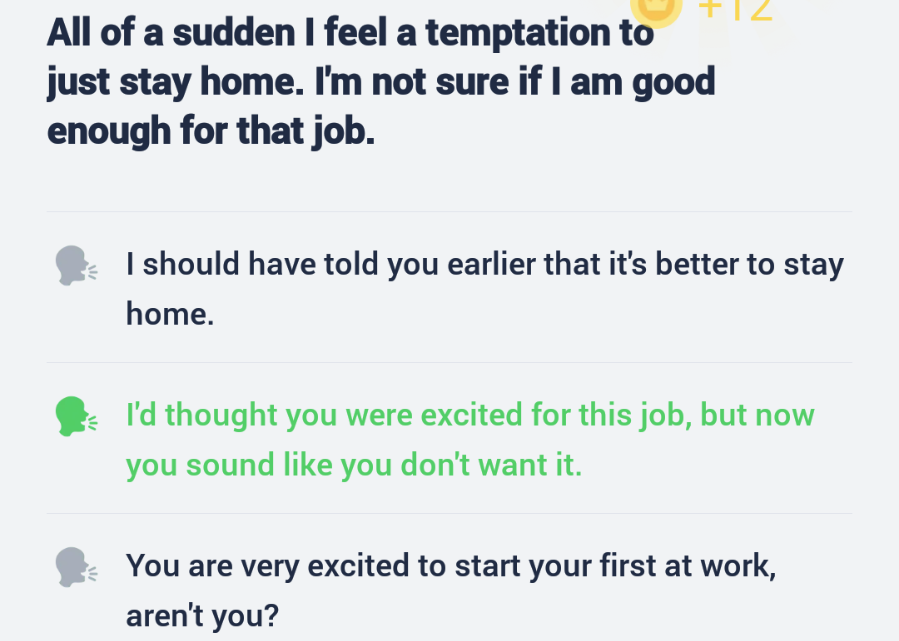 +12
All of a sudden I feel a temptation to
just stay home. I'm not sure if I am good
enough for that job.
I should have told you earlier that it's better to stay
home.
I'd thought you were excited for this job, but now
you sound like you don't want it.
You are very excited to start your first at work,
aren't you?